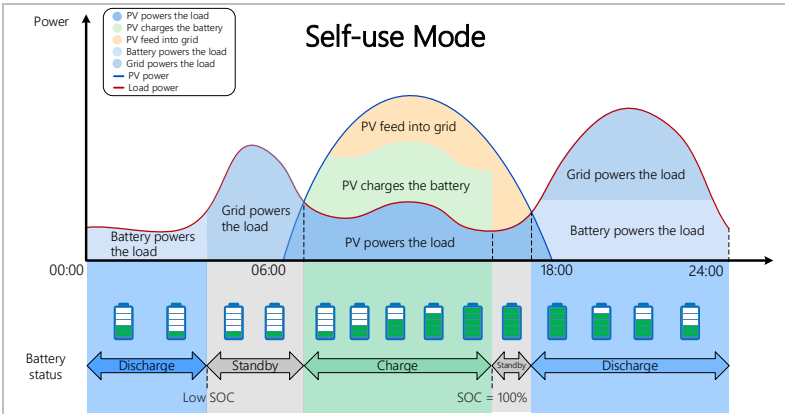 Power
Self-use Mode
PV powers the load
PV charges the battery
PV feed into grid
Battery powers the load
Grid powers the load
PV power
Load power
PV feed into grid
PV charges the battery
PV powers the load
Grid powers the load
Battery powers
the load
Grid powers
the load
Battery powers the load
00:00
06:00
18:00
24:00
Battery
status
Discharge
Standby
Charge
Standby
Discharge
Low SOC
SOC = 100%